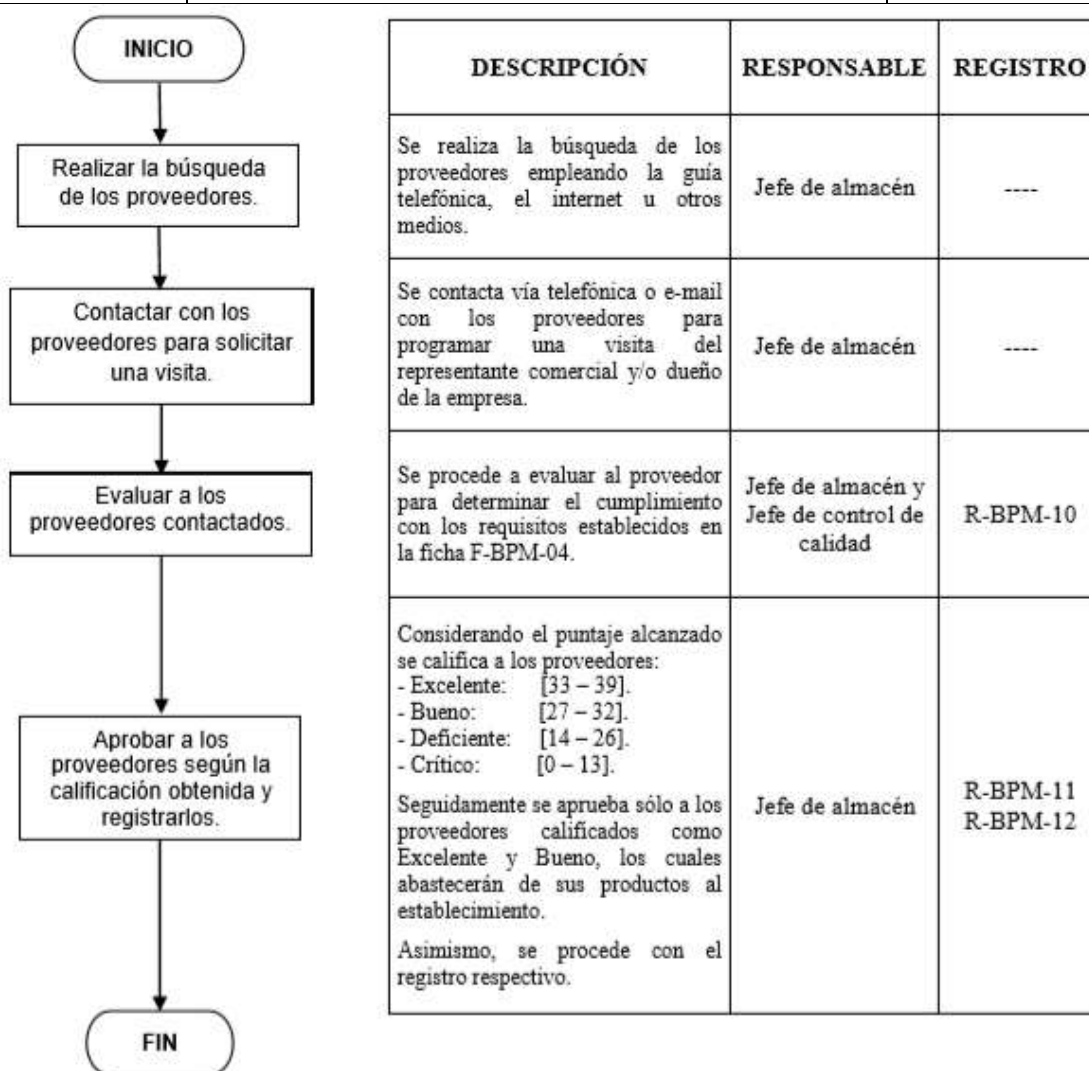 INICIO
Realizar la búsqueda
de los proveedores.
Contactar con los
proveedores para solicitar
una visita.
Evaluar a los
proveedores contactados.
Aprobar a los
proveedores según la
calificación obtenida y
registrarlos.
FIN
DESCRIPCIÓN RESPONSABLE REGISTRO
Se realiza la búsqueda de los
proveedores empleando la guía
telefónica, el internet u otros
medios.
Jefe de almacén
----
Se contacta vía telefónica o e-mail
con los proveedores para
programar una visita del
representante comercial y/o dueño
de la empresa.
Jefe de almacén
----
Se procede a evaluar al proveedor
para determinar el cumplimiento
con los requisitos establecidos en
la ficha F-BPM-04.
Jefe de almacén y
Jefe de control de
calidad
R-BPM-10
Considerando el puntaje alcanzado
se califica a los proveedores:
- Excelente: [33 – 39].
- Bueno: [27 – 32].
- Deficiente: [14 – 26].
- Crítico: [0 – 13].
Seguidamente se aprueba sólo a los
proveedores calificados como
Excelente y Bueno, los cuales
abastecerán de sus productos al
establecimiento.
Asimismo, se procede con el
registro respectivo.
Jefe de almacén
R-BPM-11
R-BPM-12